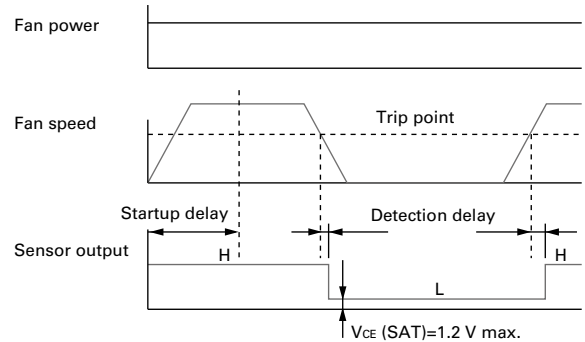 Fan power
Fan speed
Trip point
Startup delay
Detection delay
Sensor output
H
H
L
VCE (SAT)=1.2 V max.